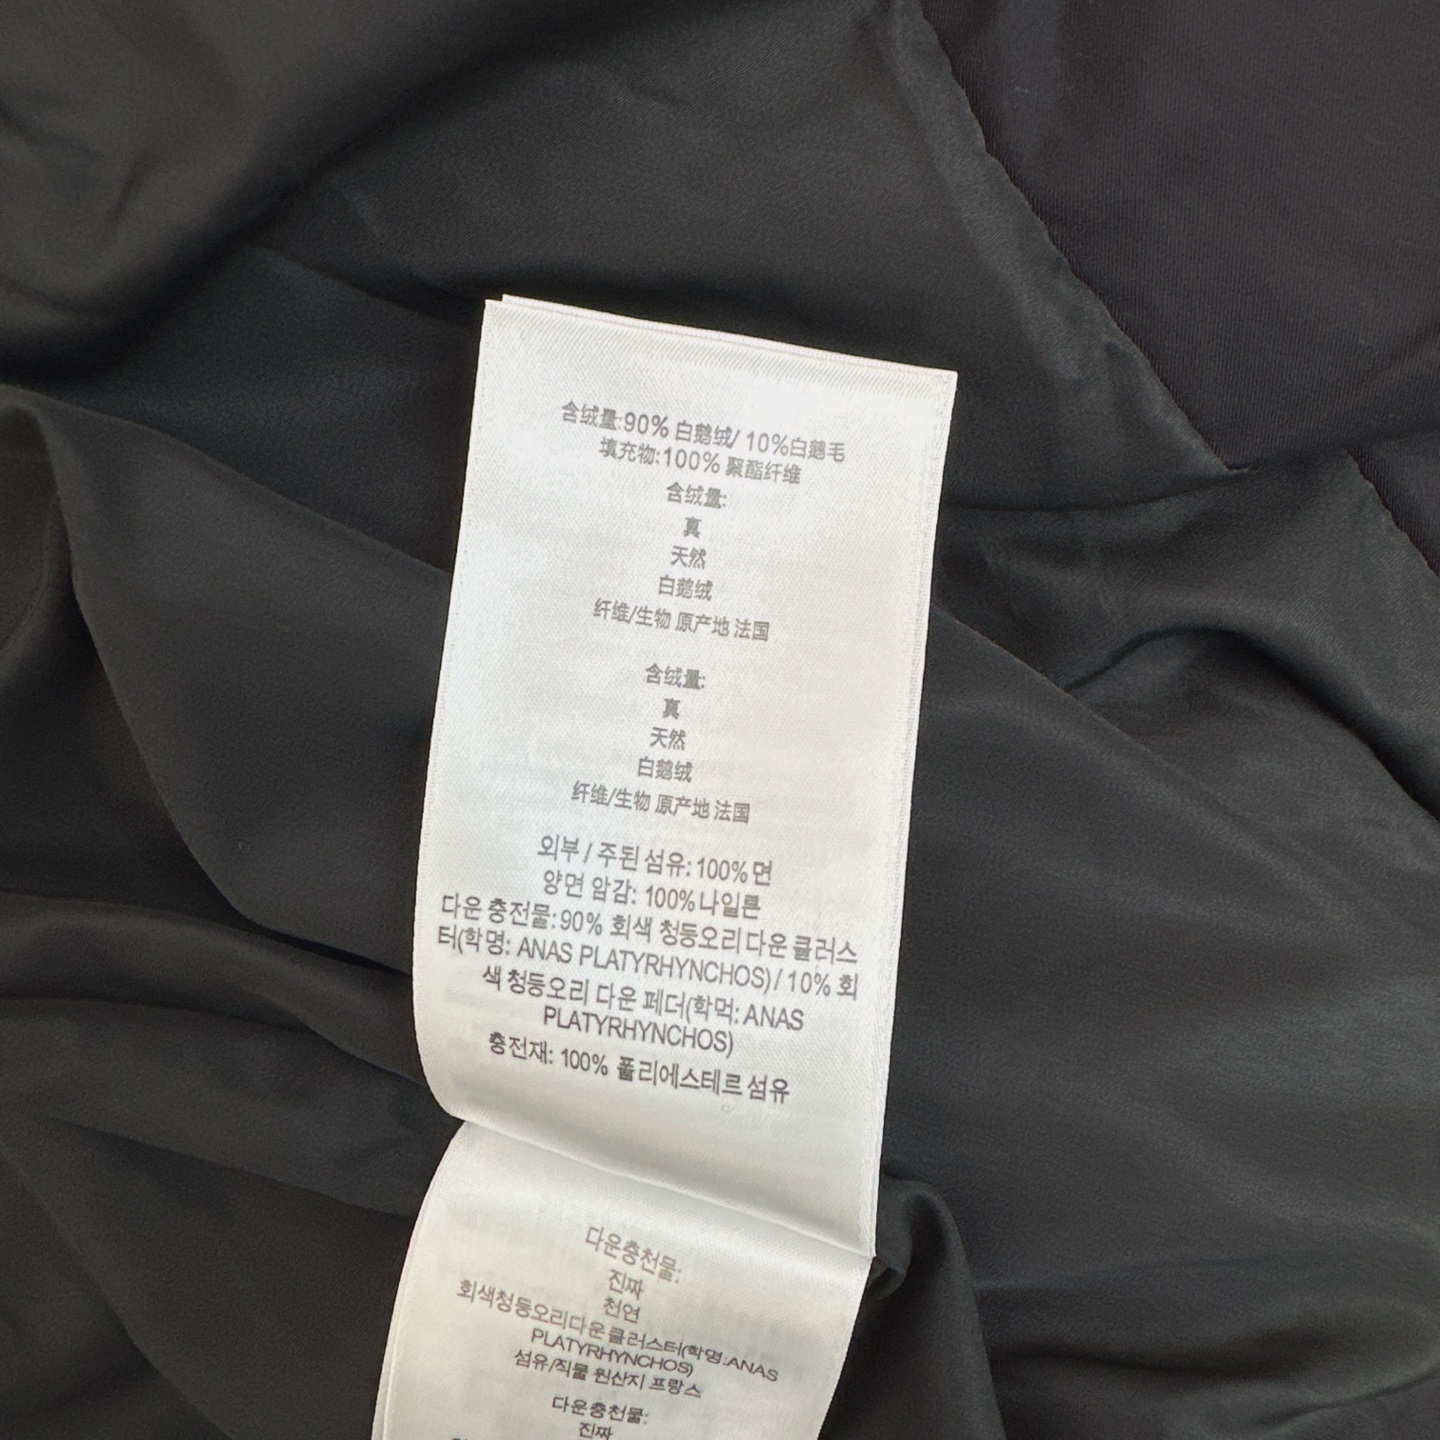 含绒量:90% 白鹅绒/ 10%白鹅毛
填充物:100% 聚酯纤维
含绒量:
真
天然
白鹅绒
纤维/生物 原产地 法国
含绒量:
真
天然
白鹅绒
纤维/生物 原产地 法国
외부 / 주된 섬유: 100% 면
양면 암감: 100% 나일론
다운 충전물: 90% 회색 청둥오리 다운 클러스
터(학명: ANAS PLATYRHYNCHOS) / 10% 회
색 청둥오리 다운 페더(학먹: ANAS
PLATYRHYNCHOS)
충전재: 100% 폴리에스테르 섬유
다운충천물:
진짜
천연
회색청둥오리다운클러스터(학명:ANAS
PLATYRHYNCHOS)
섬유/직물 원산지 프랑스
다운충천물:
진짜